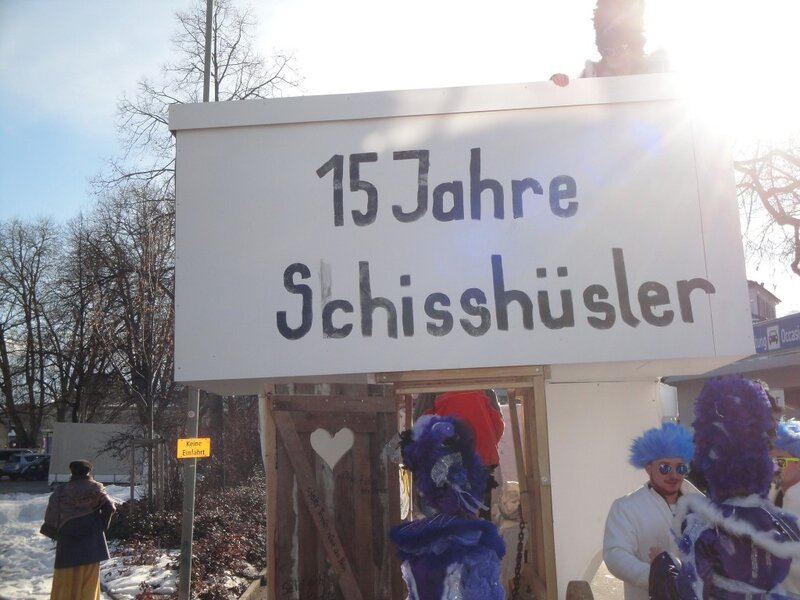 15 Jahre
Schisshüsler
Keine
Einfahrt